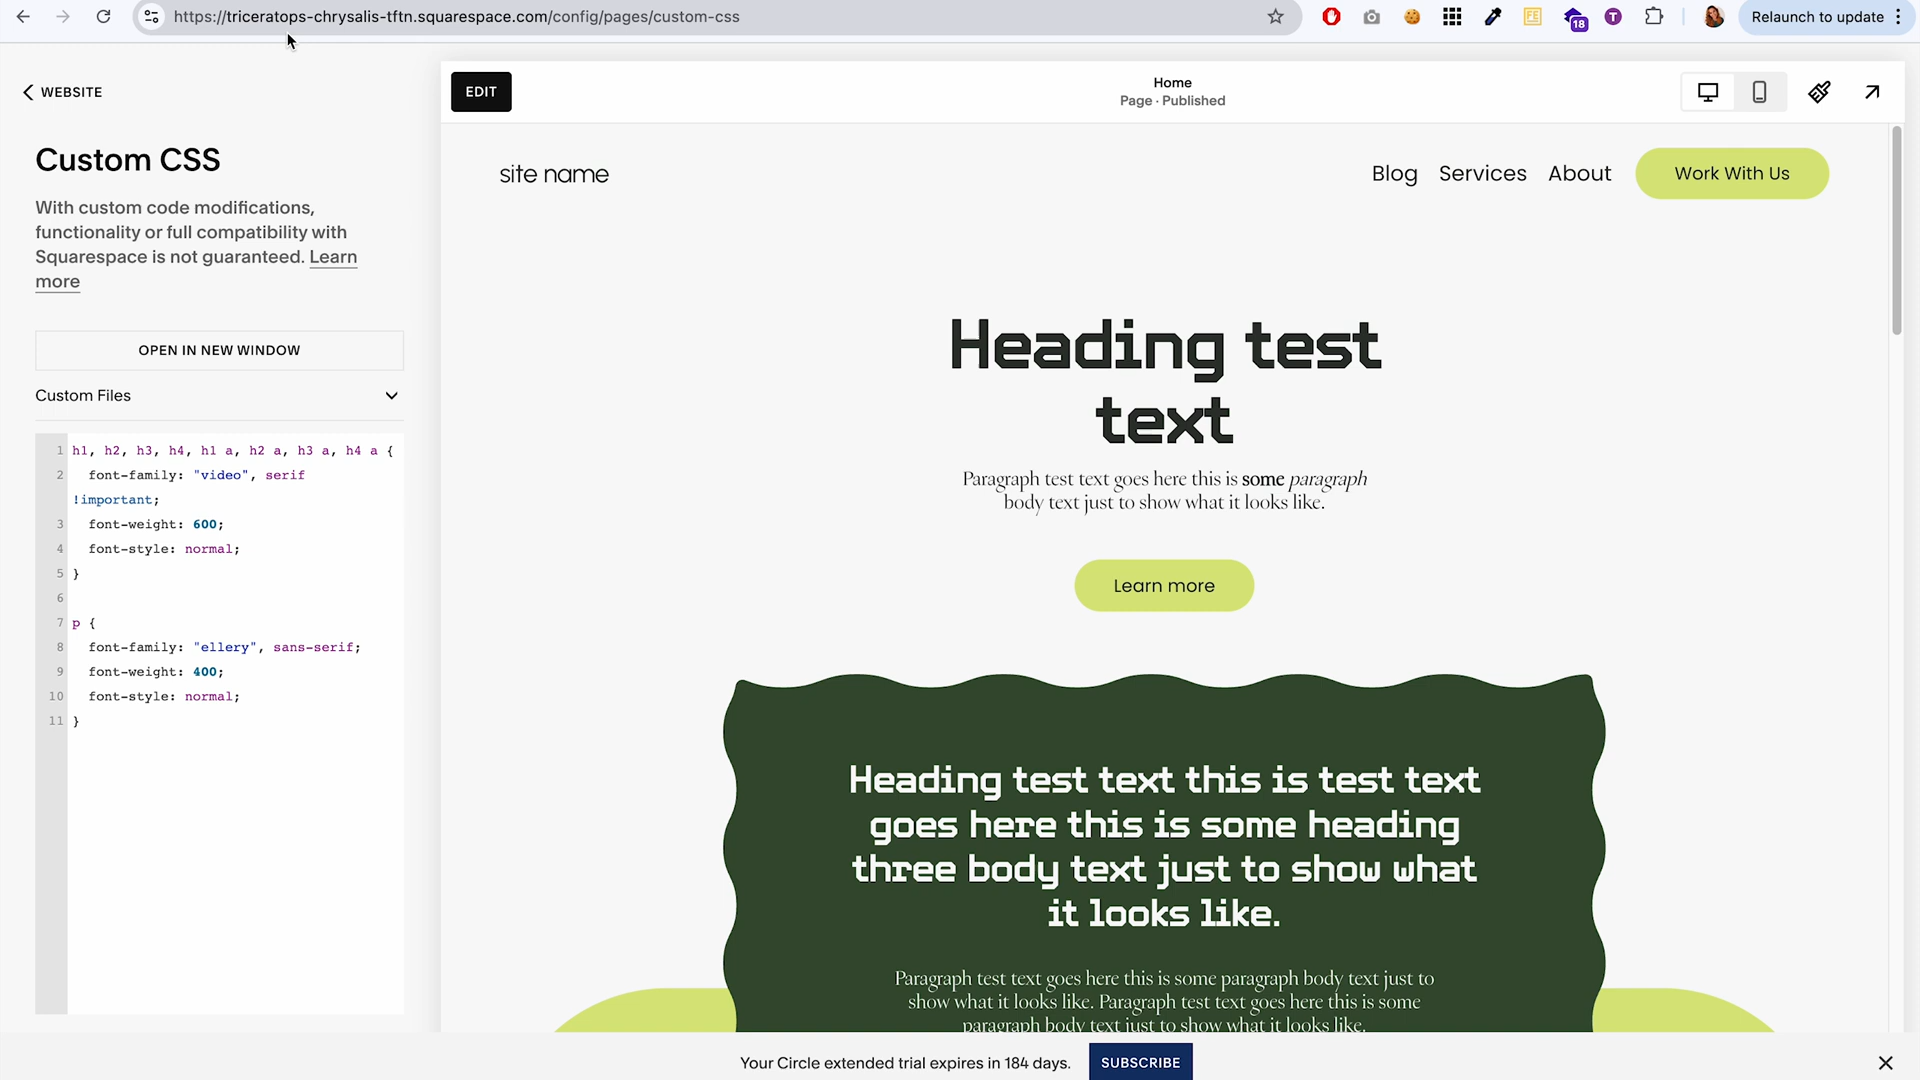 https://triceratops-chrysalis-tftn.squarespace.com/config/pages/custom-css
FE
18
T
Relaunch to update
WEBSITE
Custom CSS
With custom code modifications,
functionality or full compatibility with
Squarespace is not guaranteed. Learn
more
OPEN IN NEW WINDOW
Custom Files
1 h1, h2, h3, h4, h1 a, h2 a, h3 a, h4 a {
2 font-family: "video", serif
!important;
3 font-weight: 600;
4 font-style: normal;
5 }
6
7 p {
8 font-family: "ellery", sans-serif;
9 font-weight: 400;
10 font-style: normal;
11 }
EDIT
Home
Page · Published
site name
Blog Services About Work With Us
Heading test
text
Paragraph test text goes here this is some paragraph
body text just to show what it looks like.
Learn more
Heading test text this is test text
goes here this is some heading
three body text just to show what
it looks like.
Paragraph test text goes here this is some paragraph body text just to
show what it looks like. Paragraph test text goes here this is some
paragraph body text just to show what it looks like.
Your Circle extended trial expires in 184 days. SUBSCRIBE